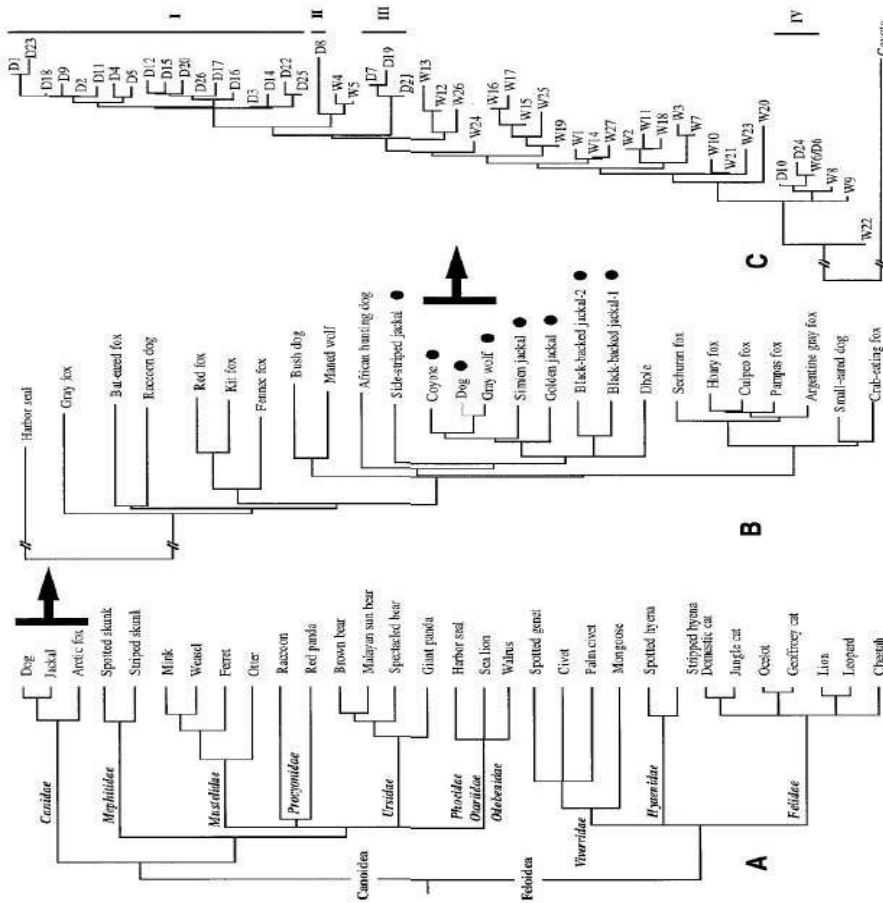 Dog
Jackal
Arctic fox
Spotted skunk
Striped skunk
Mink
Weasel
Ferret
Otter
Raccoon
Red panda
Brown bear
Malayan sun bear
Spectacled bear
Giant panda
Harbor seal
Sea lion
Walrus
Spotted genet
Civet
Palm civet
Mongoose
Spotted hyena
Stripped hyena
Domestic cat
Jungle cat
Ocelot
Geoffroey cat
Lion
Leopard
Cheetah
Canidae
Mephitidae
Mustelidae
Procyonidae
Ursidae
Phocidae
Otariidae
Odobenidae
Viverridae
Hyaenidae
Felidae
Canoidea
Feloidea
A
Harbor seal
Gray fox
Bat-eared fox
Raccoon dog
Red fox
Kit fox
Fennec fox
Bush dog
Maned wolf
African hunting dog
Side-striped jackal
Coyote
Dog
Gray wolf
Simien jackal
Golden jackal
Black-backed jackal-2
Black-backed jackal-1
Dhole
Sechuran fox
Hoary fox
Culpeo fox
Pampas fox
Argentine gray fox
Small-eared dog
Crab-eating fox
B
D1
D23
D18
D9
D2
D11
D4
D5
D12
D15
D20
D26
D17
D16
D3
D14
D22
D25
D8
W4
W5
D7
D19
D21
W13
W12
W26
W24
W16
W17
W15
W25
W19
W1
W14
W27
W2
W11
W18
W3
W7
W10
W21
W23
W20
D10
D24
W6/D6
W8
W9
W22
Coyote
I
II
III
IV
C